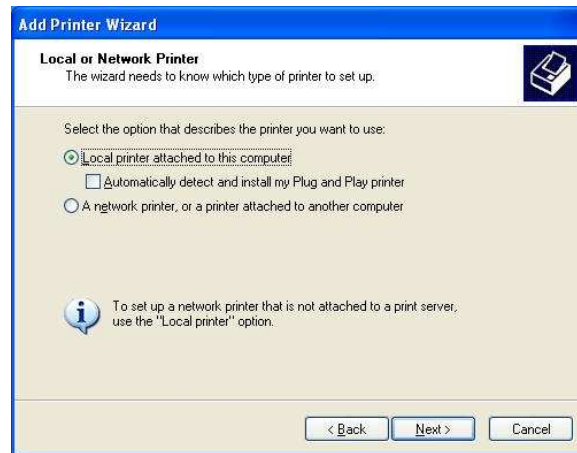 Add Printer Wizard
Local or Network Printer
The wizard needs to know which type of printer to set up.
Select the option that describes the printer you want to use:
Local printer attached to this computer
Automatically detect and install my Plug and Play printer
A network printer, or a printer attached to another computer
To set up a network printer that is not attached to a print server,
use the "Local printer" option.
< Back
Next >
Cancel